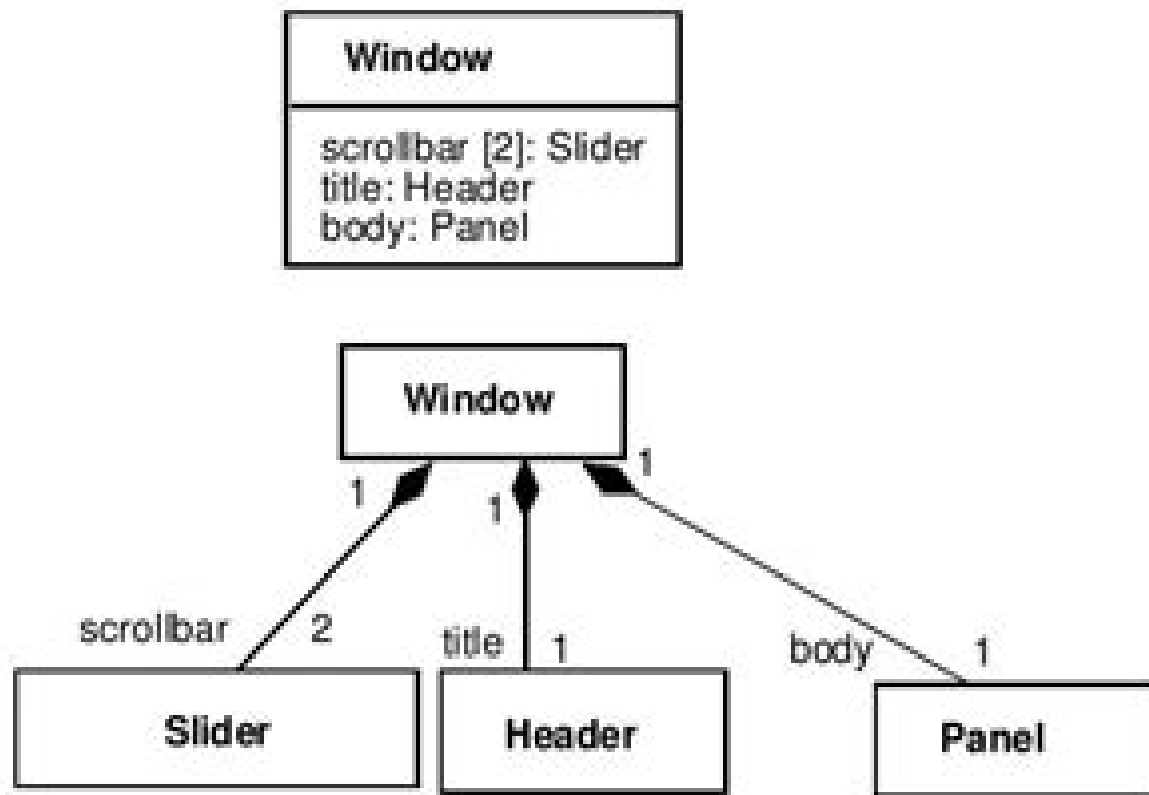 Window
scrollbar [2]: Slider
title: Header
body: Panel
Window
1
1
1
scrollbar
2
title
1
body
1
Slider
Header
Panel